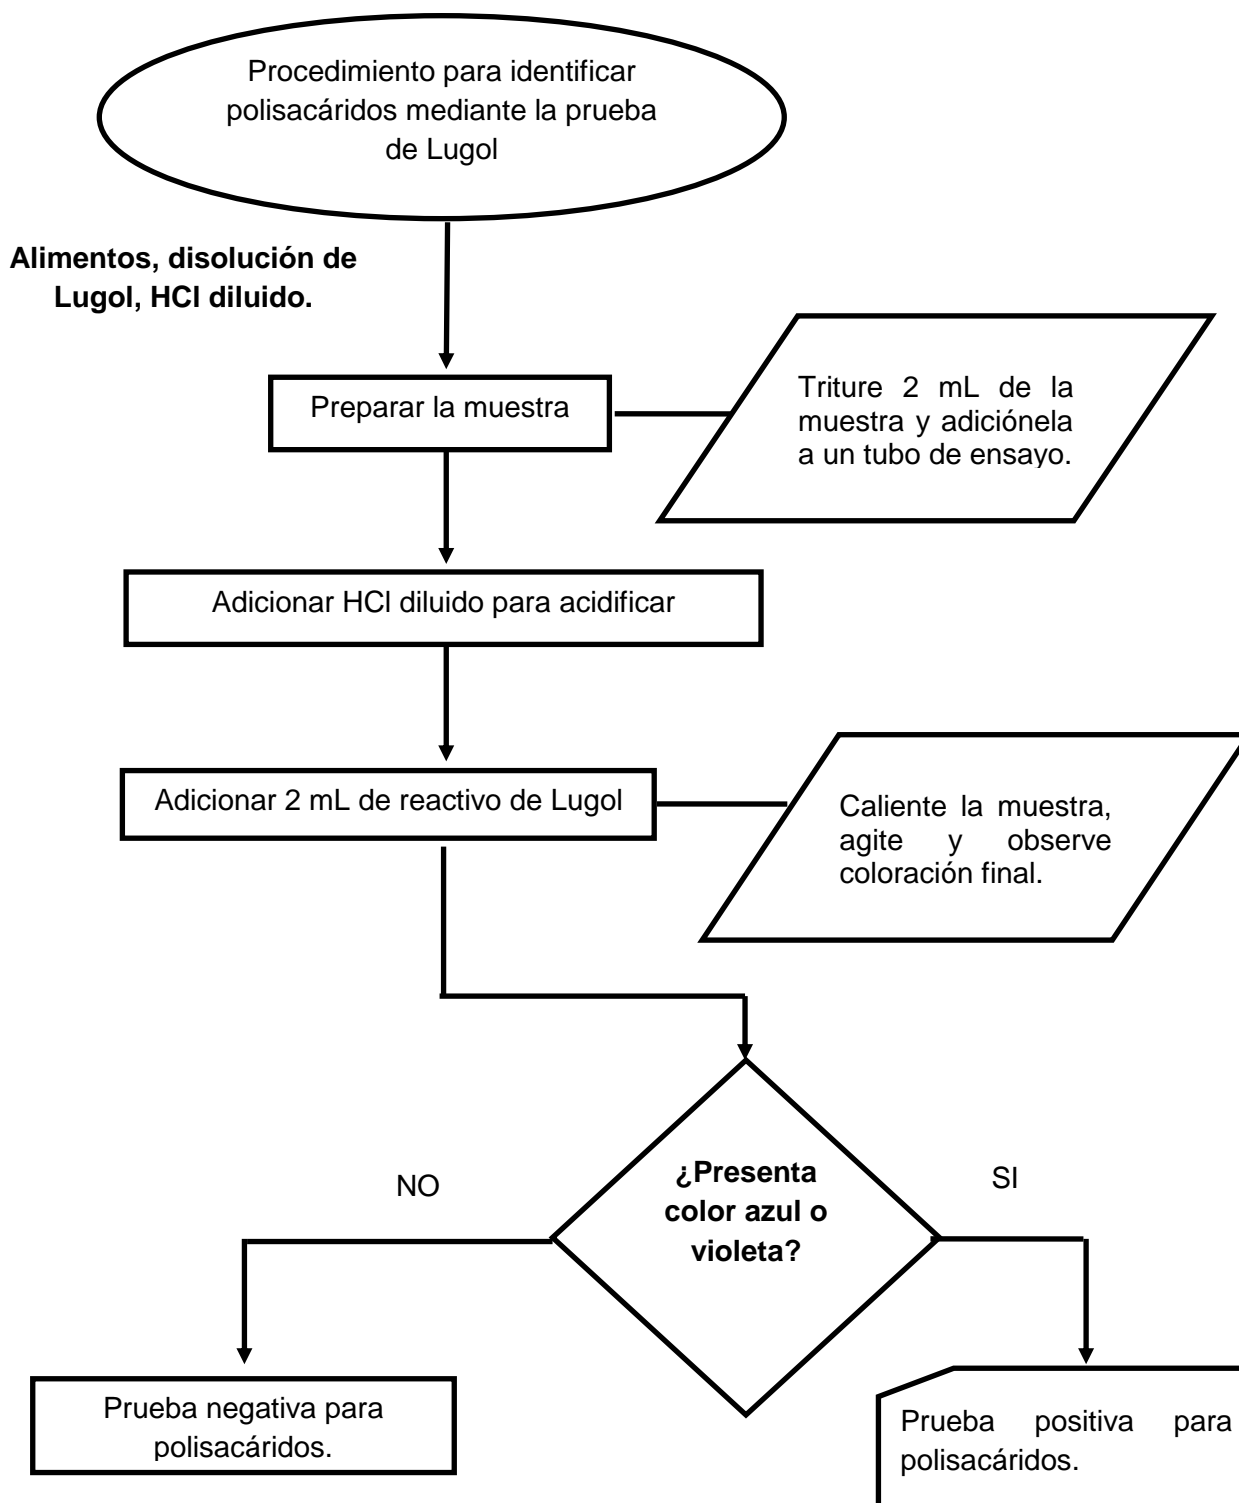 Procedimiento para identificar
polisacáridos mediante la prueba
de Lugol
Alimentos, disolución de
Lugol, HCl diluido.
Preparar la muestra
Triture 2 mL de la
muestra y adiciónela
a un tubo de ensayo.
Adicionar HCl diluido para acidificar
Adicionar 2 mL de reactivo de Lugol
Caliente la muestra,
agite y observe
coloración final.
¿Presenta
color azul o
violeta?
NO
SI
Prueba negativa para
polisacáridos.
Prueba positiva para
polisacáridos.